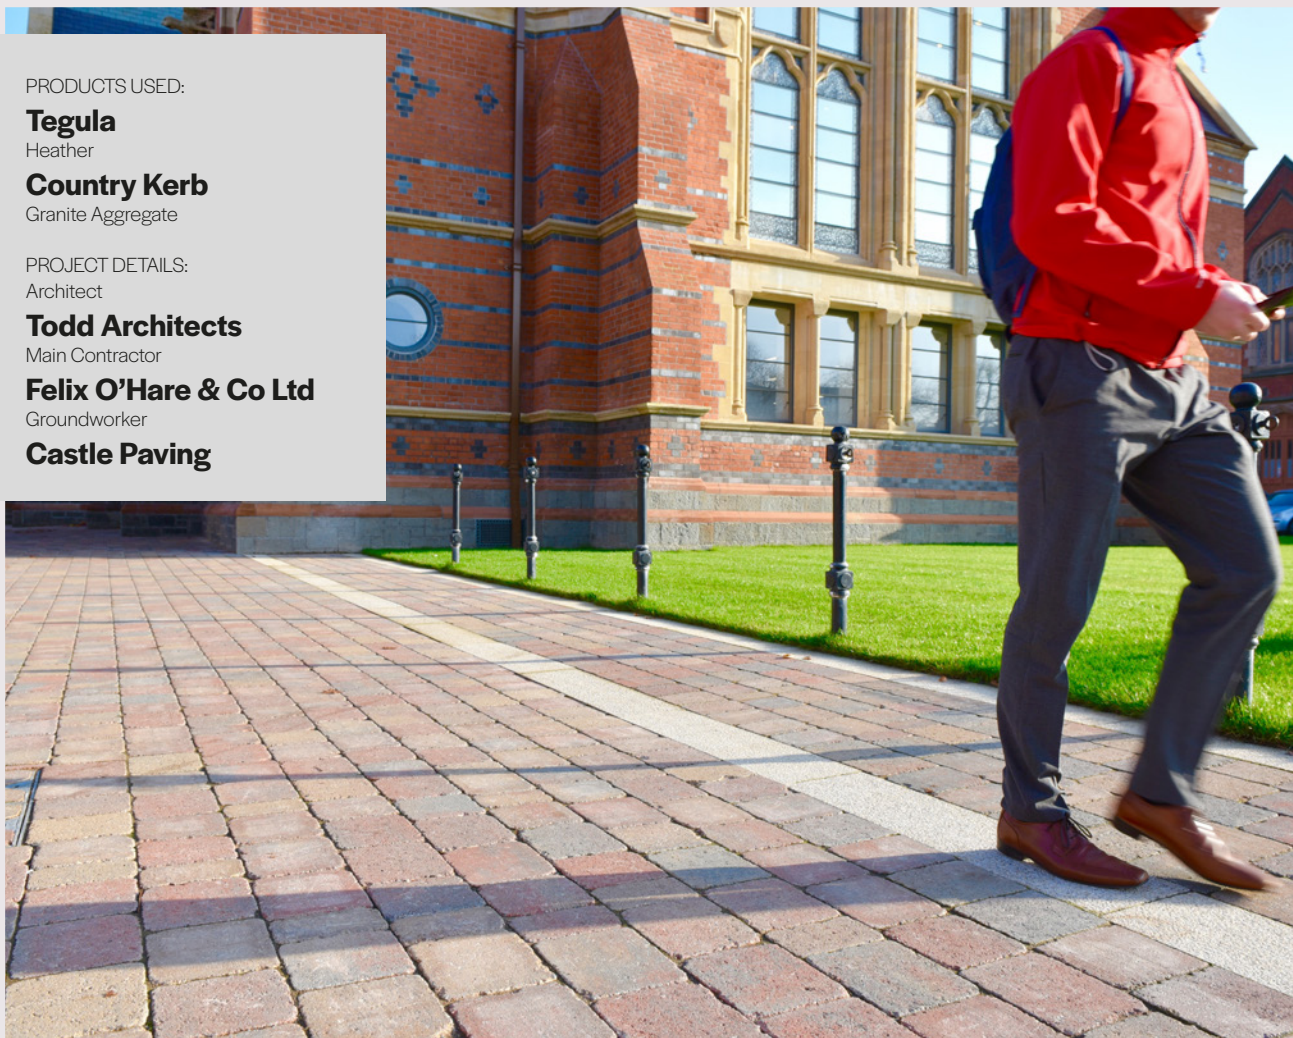 PRODUCTS USED:
Tegula
Heather
Country Kerb
Granite Aggregate
PROJECT DETAILS:
Architect
Todd Architects
Main Contractor
Felix O’Hare & Co Ltd
Groundworker
Castle Paving